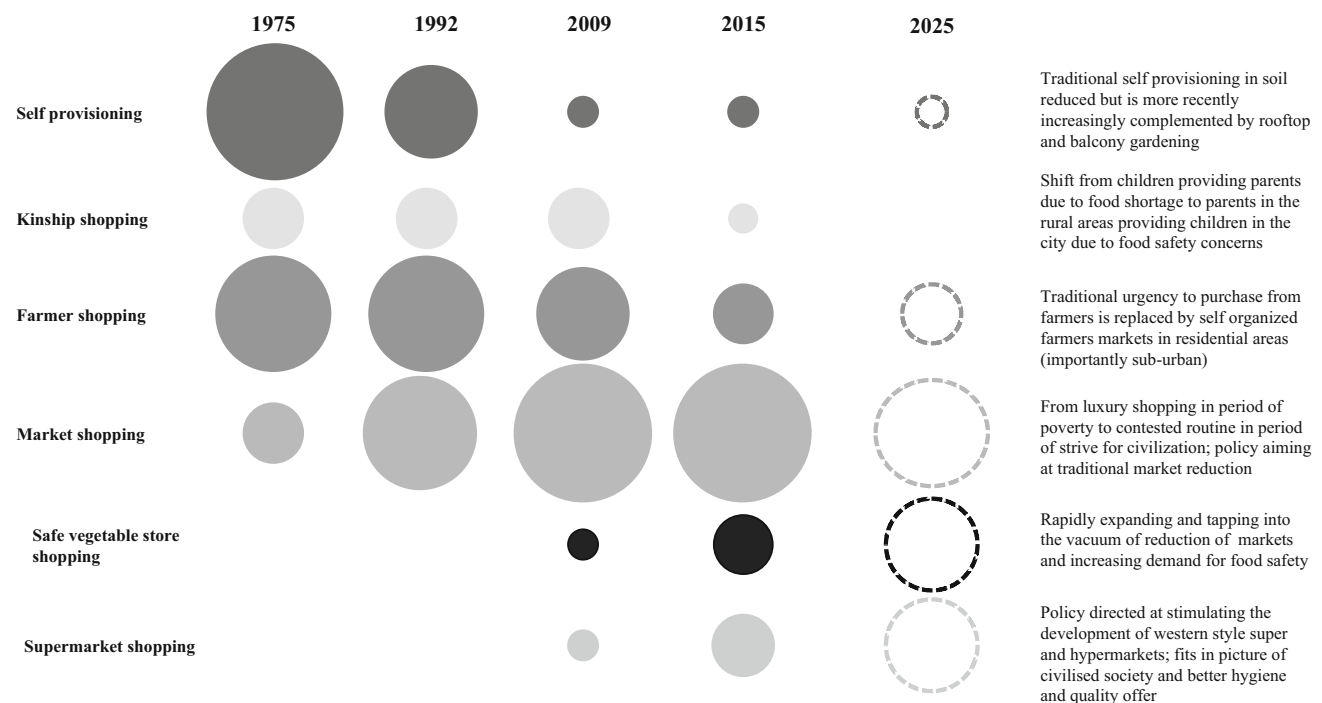 1975 1992 2009 2015 2025
Self provisioning
Traditional self provisioning in soil
reduced but is more recently
increasingly complemented by rooftop
and balcony gardening
Kinship shopping
Shift from children providing parents
due to food shortage to parents in the
rural areas providing children in the
city due to food safety concerns
Farmer shopping
Traditional urgency to purchase from
farmers is replaced by self organized
farmers markets in residential areas
(importantly sub-urban)
Market shopping
From luxury shopping in period of
poverty to contested routine in period
of strive for civilization; policy aiming
at traditional market reduction
Safe vegetable store
shopping
Rapidly expanding and tapping into
the vacuum of reduction of markets
and increasing demand for food safety
Supermarket shopping
Policy directed at stimulating the
development of western style super
and hypermarkets; fits in picture of
civilised society and better hygiene
and quality offer